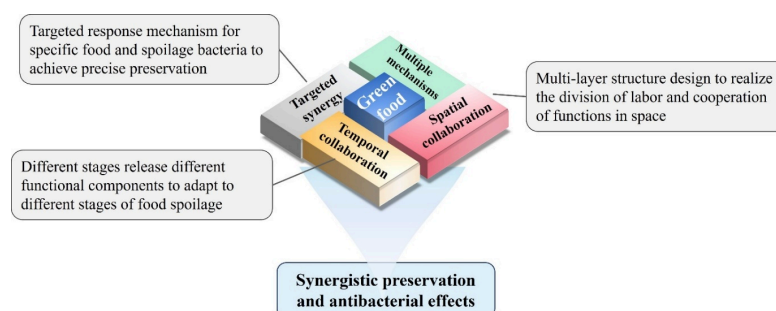 Targeted response mechanism for
specific food and spoilage bacteria to
achieve precise preservation
Multiple
mechanisms
Targeted
synergy
Green
food
Spatial
collaboration
Temporal
collaboration
Multi-layer structure design to realize
the division of labor and cooperation
of functions in space
Different stages release different
functional components to adapt to
different stages of food spoilage
Synergistic preservation
and antibacterial effects